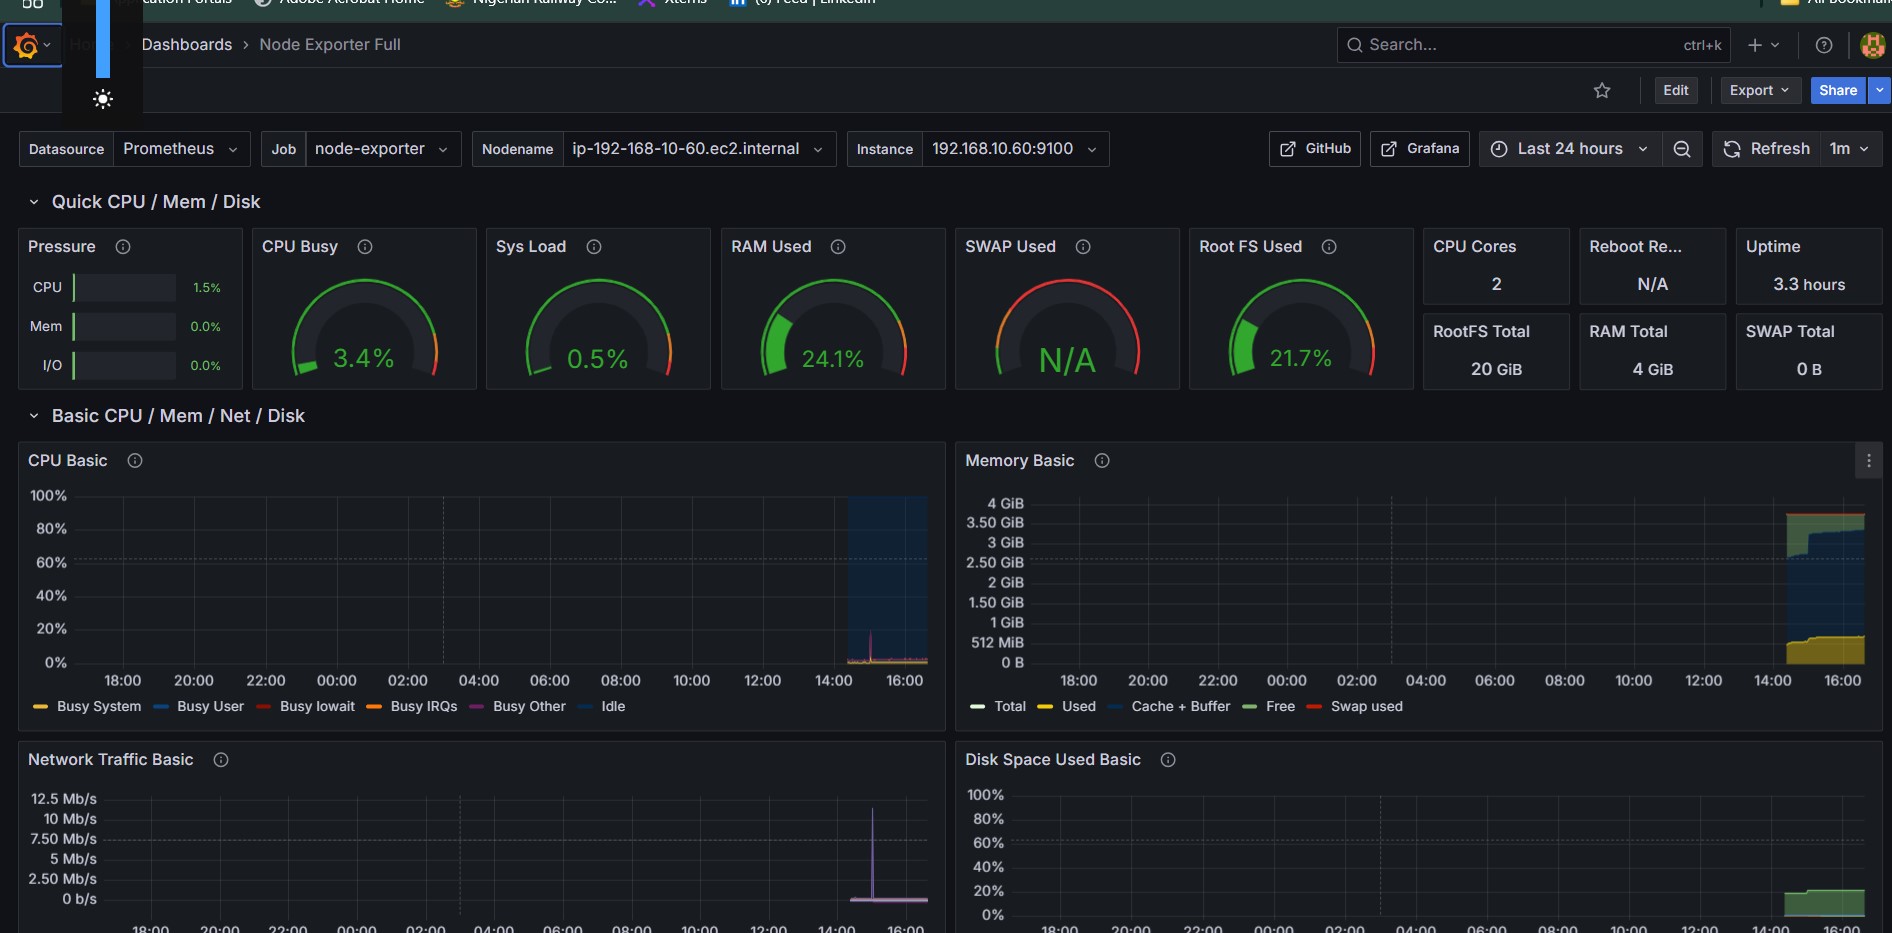 Adobe Acrobat Home
Nigerian Railway Co...
Xterns
(6) Feed | LinkedIn
Dashboards › Node Exporter Full
Search...
ctrl+k
Edit
Export
Share
Datasource
Prometheus
Job
node-exporter
Nodename
ip-192-168-10-60.ec2.internal
Instance
192.168.10.60:9100
GitHub
Grafana
Last 24 hours
Refresh
1m
Quick CPU / Mem / Disk
Pressure
CPU
1.5%
Mem
0.0%
I/O
0.0%
CPU Busy
3.4%
Sys Load
0.5%
RAM Used
24.1%
SWAP Used
N/A
Root FS Used
21.7%
CPU Cores
2
Reboot Re...
N/A
Uptime
3.3 hours
RootFS Total
20 GiB
RAM Total
4 GiB
SWAP Total
0 B
Basic CPU / Mem / Net / Disk
CPU Basic
100%
80%
60%
40%
20%
0%
18:00 20:00 22:00 00:00 02:00 04:00 06:00 08:00 10:00 12:00 14:00 16:00
Busy System Busy User Busy Iowait Busy IRQs Busy Other Idle
Memory Basic
4 GiB
3.50 GiB
3 GiB
2.50 GiB
2 GiB
1.50 GiB
1 GiB
512 MiB
0 B
18:00 20:00 22:00 00:00 02:00 04:00 06:00 08:00 10:00 12:00 14:00 16:00
Total Used Cache + Buffer Free Swap used
Network Traffic Basic
12.5 Mb/s
10 Mb/s
7.50 Mb/s
5 Mb/s
2.50 Mb/s
0 b/s
18:00 20:00 22:00 00:00 02:00 04:00 06:00 08:00 10:00 12:00 14:00 16:00
Disk Space Used Basic
100%
80%
60%
40%
20%
0%
18:00 20:00 22:00 00:00 02:00 04:00 06:00 08:00 10:00 12:00 14:00 16:00